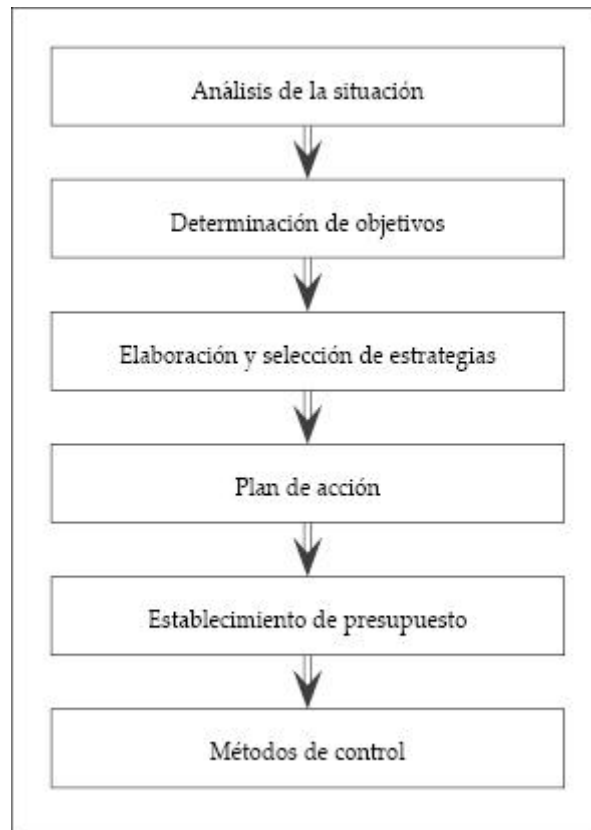 Análisis de la situación
Determinación de objetivos
Elaboración y selección de estrategias
Plan de acción
Establecimiento de presupuesto
Métodos de control